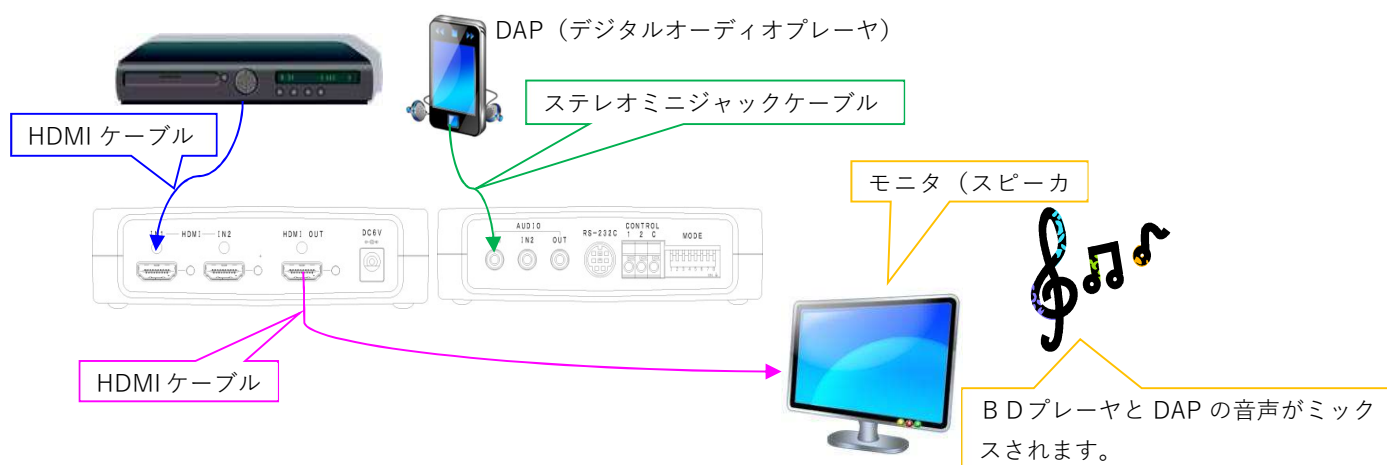 DAP（デジタルオーディオプレーヤ）
ステレオミニジャックケーブル
HDMI ケーブル
モニタ（スピーカ
IN1 HDMI IN2
HDMI OUT
DC6V
AUDIO
IN2 OUT
RS-232C
CONTROL
1 2 C
MODE
HDMI ケーブル
ＢＤプレーヤと DAP の音声がミック
スされます。